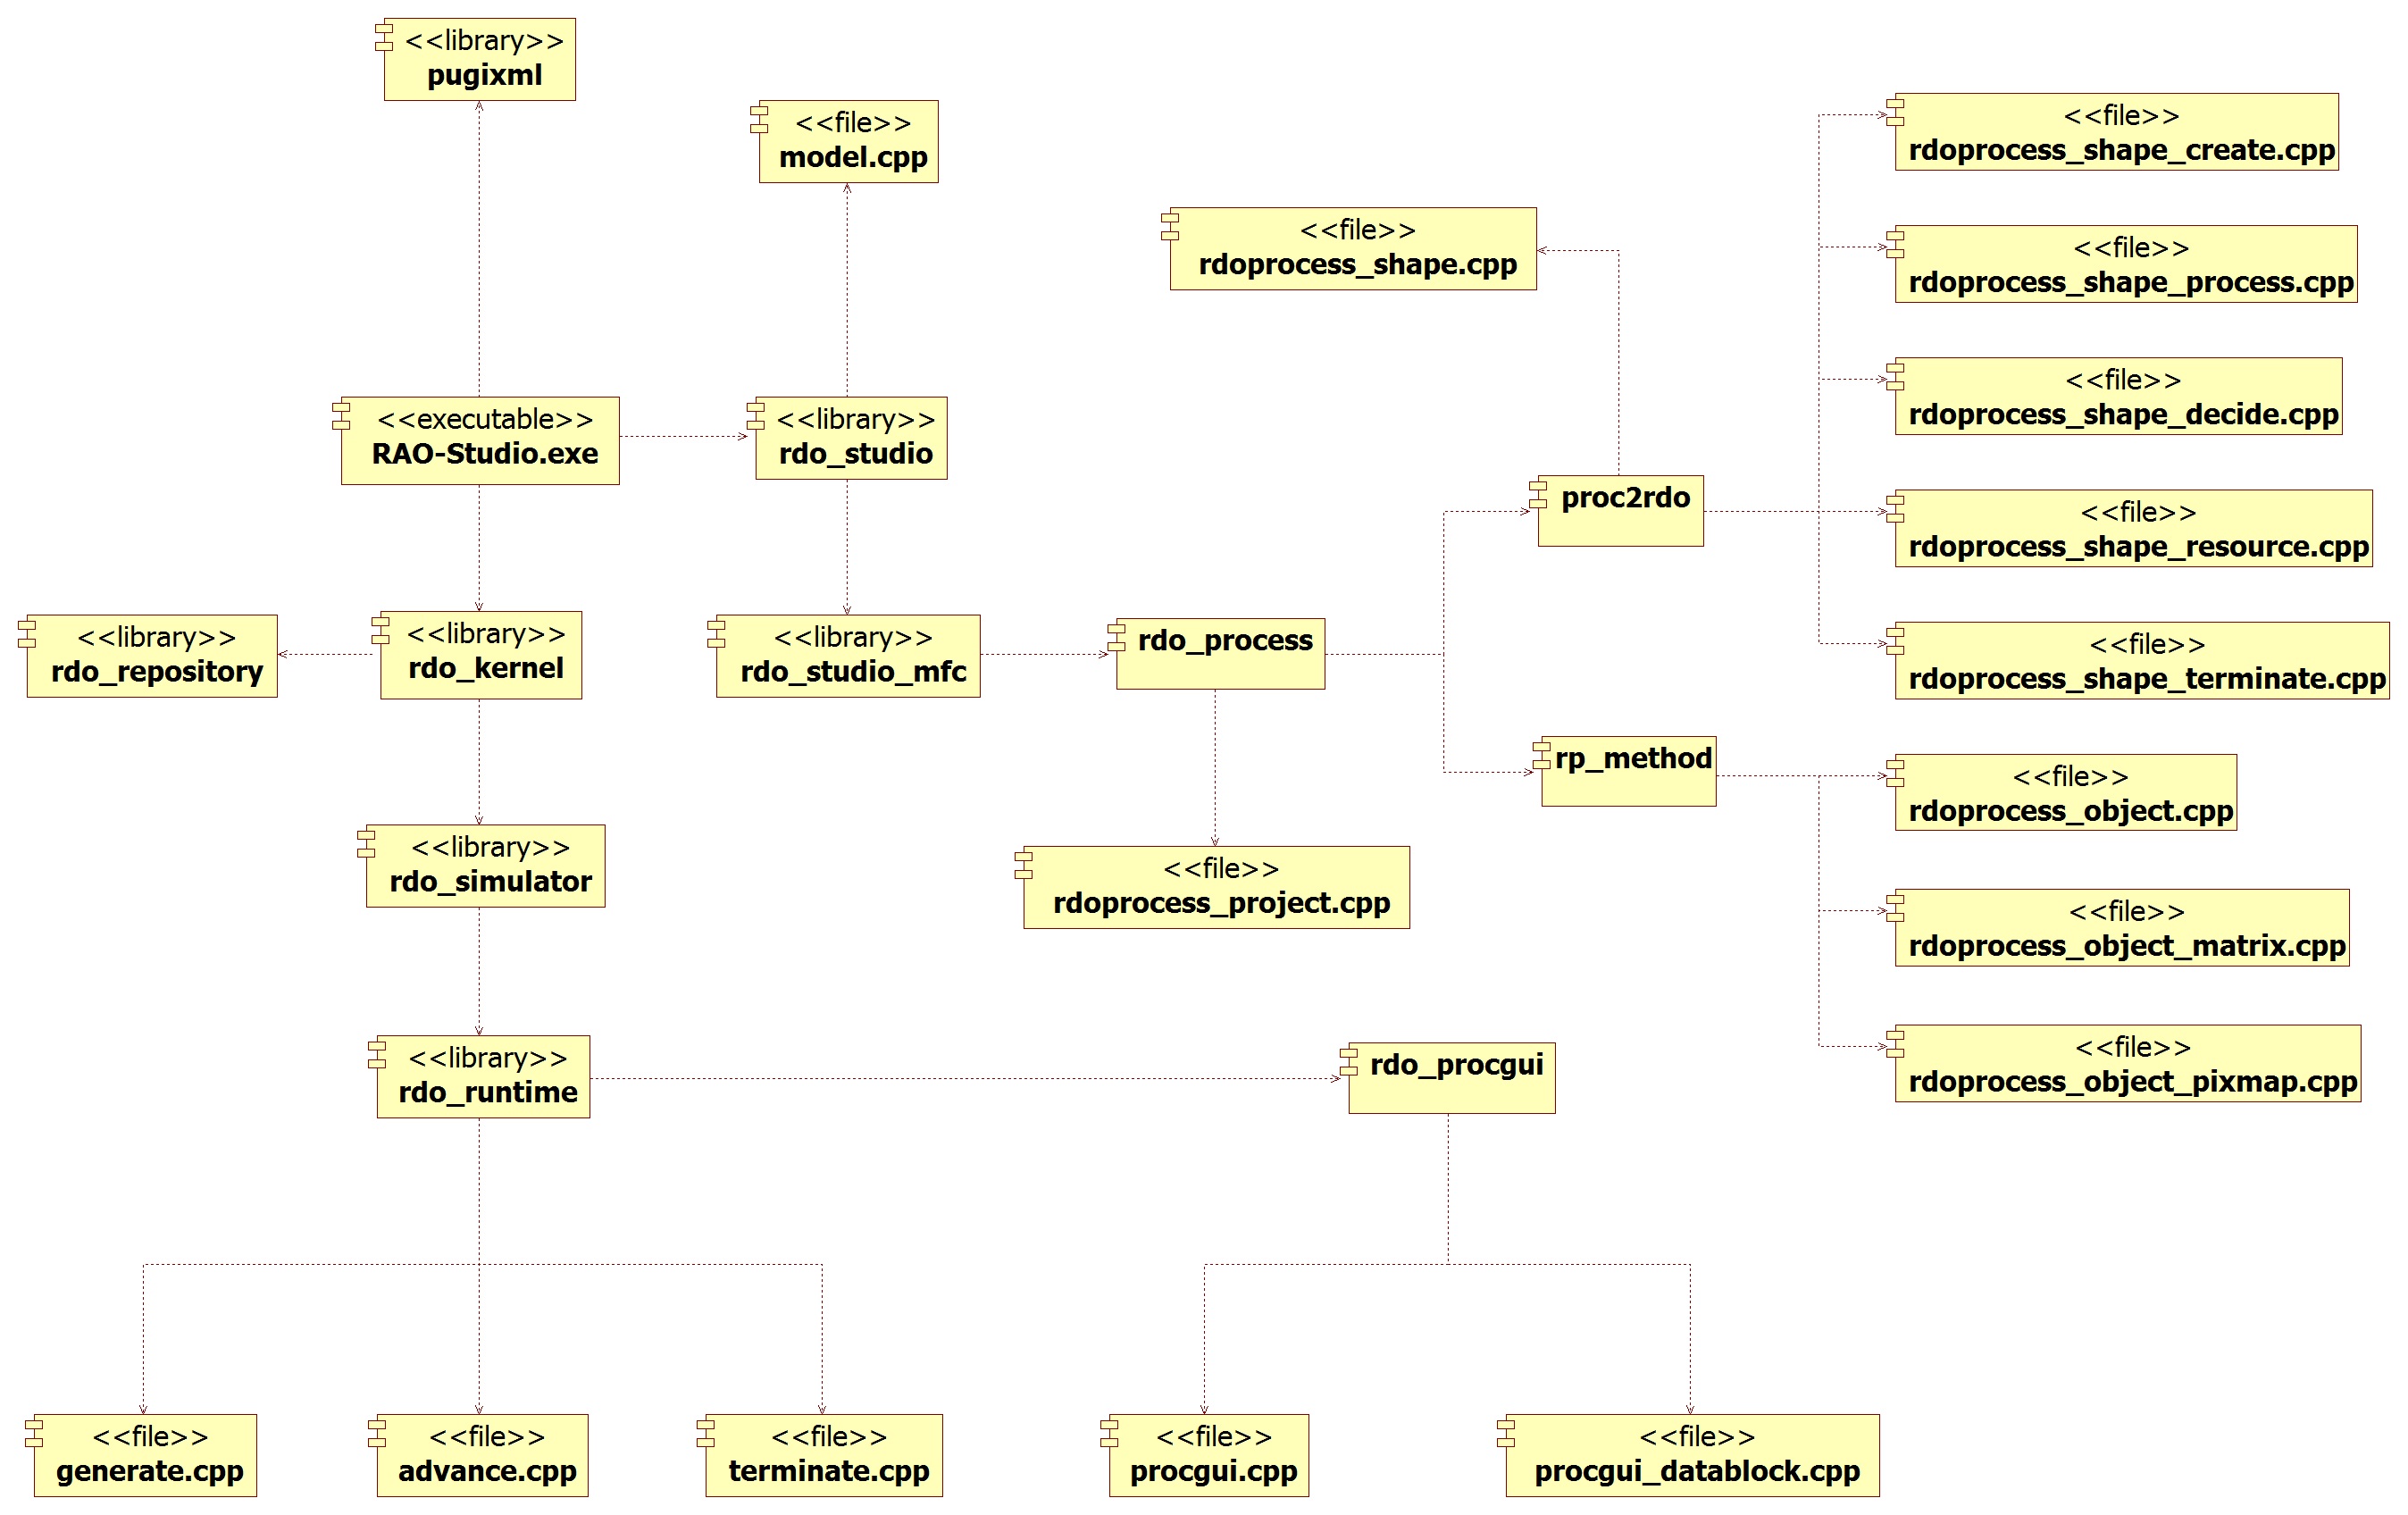 <<library>>
pugixml
<<file>>
model.cpp
<<file>>
rdoprocess_shape_create.cpp
<<file>>
rdoprocess_shape.cpp
<<file>>
rdoprocess_shape_process.cpp
<<file>>
rdoprocess_shape_decide.cpp
<<executable>>
RAO-Studio.exe
<<library>>
rdo_studio
proc2rdo
<<file>>
rdoprocess_shape_resource.cpp
<<library>>
rdo_repository
<<library>>
rdo_kernel
<<library>>
rdo_studio_mfc
rdo_process
<<file>>
rdoprocess_shape_terminate.cpp
rp_method
<<file>>
rdoprocess_object.cpp
<<library>>
rdo_simulator
<<file>>
rdoprocess_project.cpp
<<file>>
rdoprocess_object_matrix.cpp
<<library>>
rdo_runtime
rdo_procgui
<<file>>
rdoprocess_object_pixmap.cpp
<<file>>
generate.cpp
<<file>>
advance.cpp
<<file>>
terminate.cpp
<<file>>
procgui.cpp
<<file>>
procgui_datablock.cpp